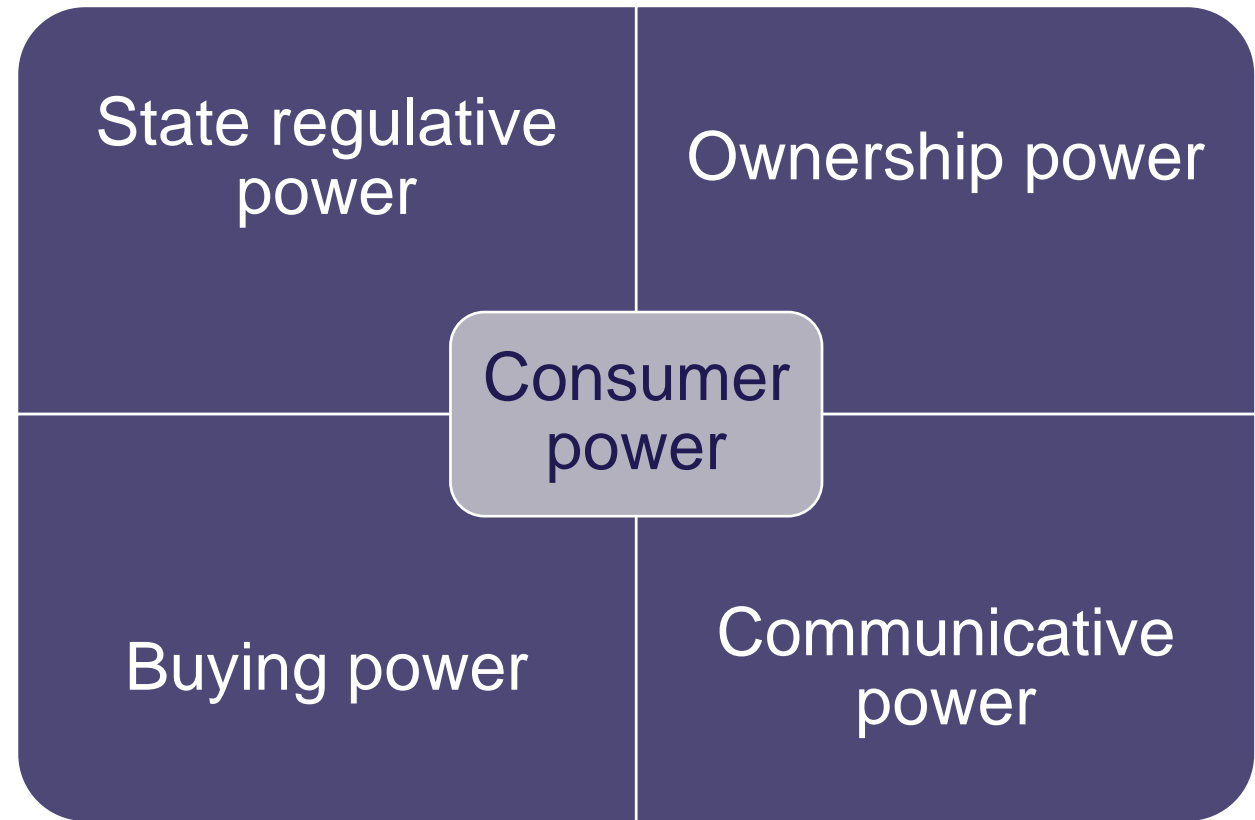 State regulative
power
Ownership power
Consumer
power
Buying power
Communicative
power